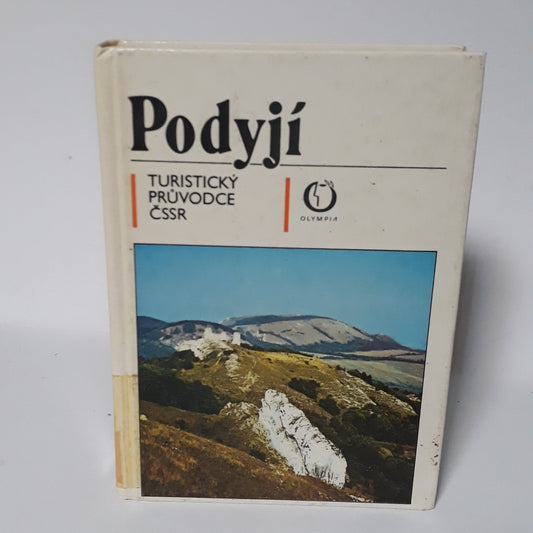 Podyjí
TURISTICKÝ
PRŮVODCE
ČSSR
OLYMPIA